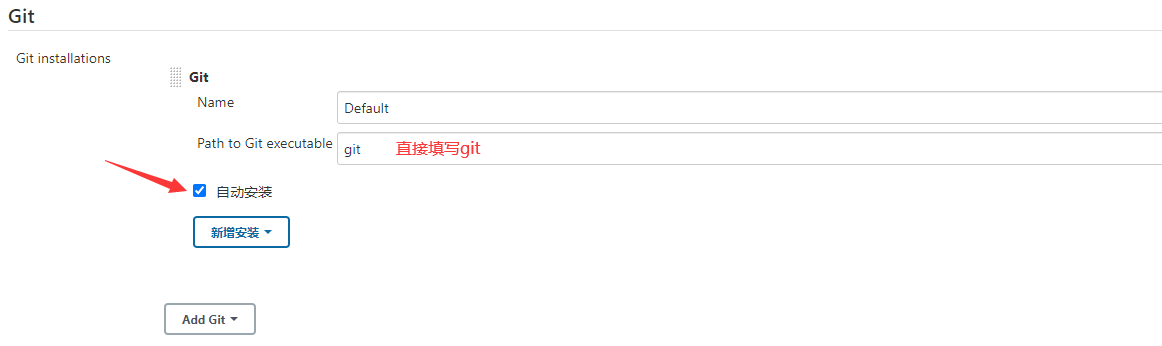 Git
Git installations
Git
Name
Default
Path to Git executable
git 直接填写git
自动安装
新增安装
Add Git